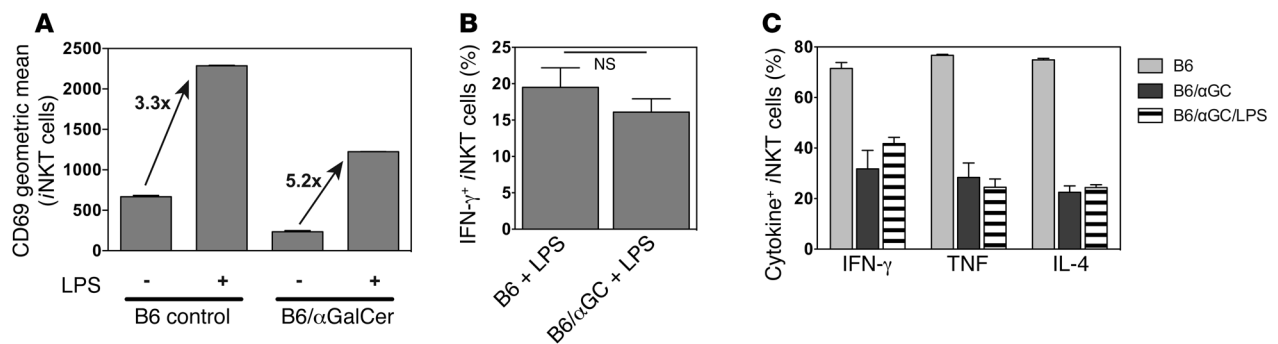 A
CD69 geometric mean
(iNKT cells)
2500
2000
1500
1000
500
0
3.3x
5.2x
LPS - + - +
B6 control B6/αGalCer
B
IFN-γ⁺ iNKT cells (%)
25
20
15
10
5
0
NS
B6 + LPS
B6/αGC + LPS
C
Cytokine⁺ iNKT cells (%)
80
60
40
20
0
IFN-γ TNF IL-4
B6
B6/αGC
B6/αGC/LPS